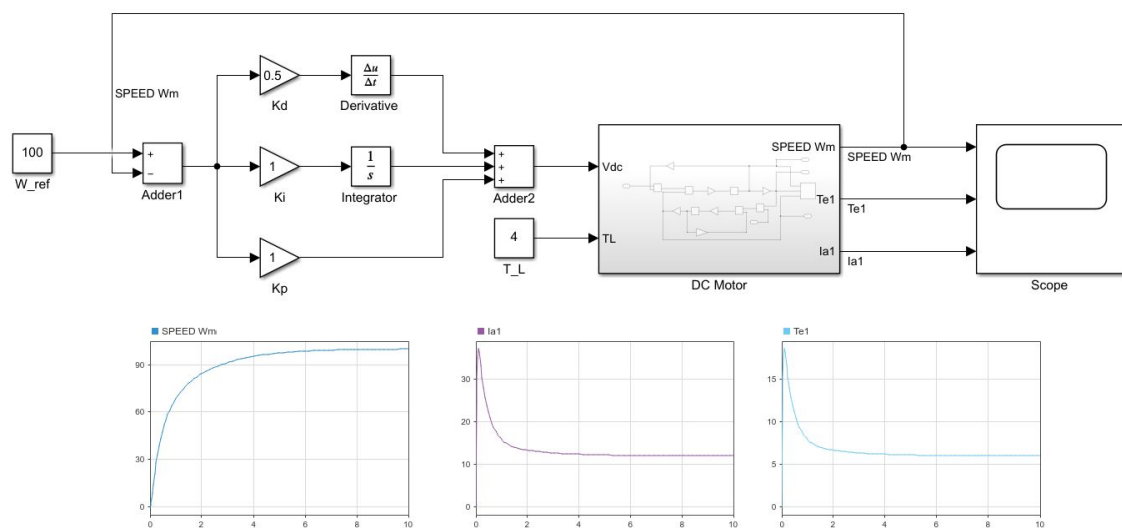 SPEED Wm
100
W_ref
+
−
Adder1
0.5
Kd
Δu
Δt
Derivative
1
Ki
1
s
Integrator
1
Kp
+
+
+
Adder2
4
T_L
Vdc
TL
SPEED Wm
Te1
Ia1
DC Motor
SPEED Wm
Te1
Ia1
Scope
SPEED Wm
90
60
30
0
0 2 4 6 8 10
Ia1
30
20
10
0
0 2 4 6 8 10
Te1
15
10
5
0
0 2 4 6 8 10